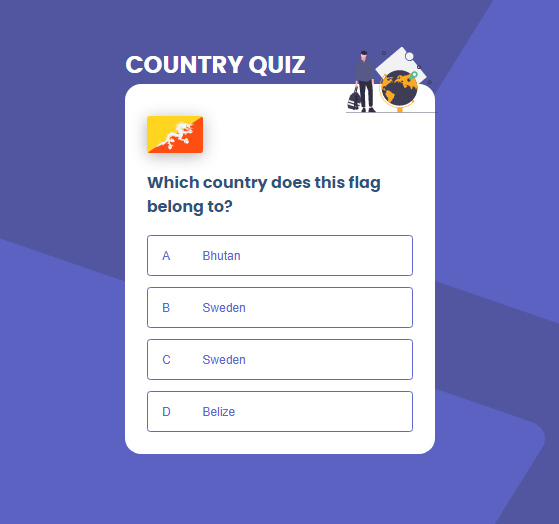 COUNTRY QUIZ
Which country does this flag
belong to?
A Bhutan
B Sweden
C Sweden
D Belize